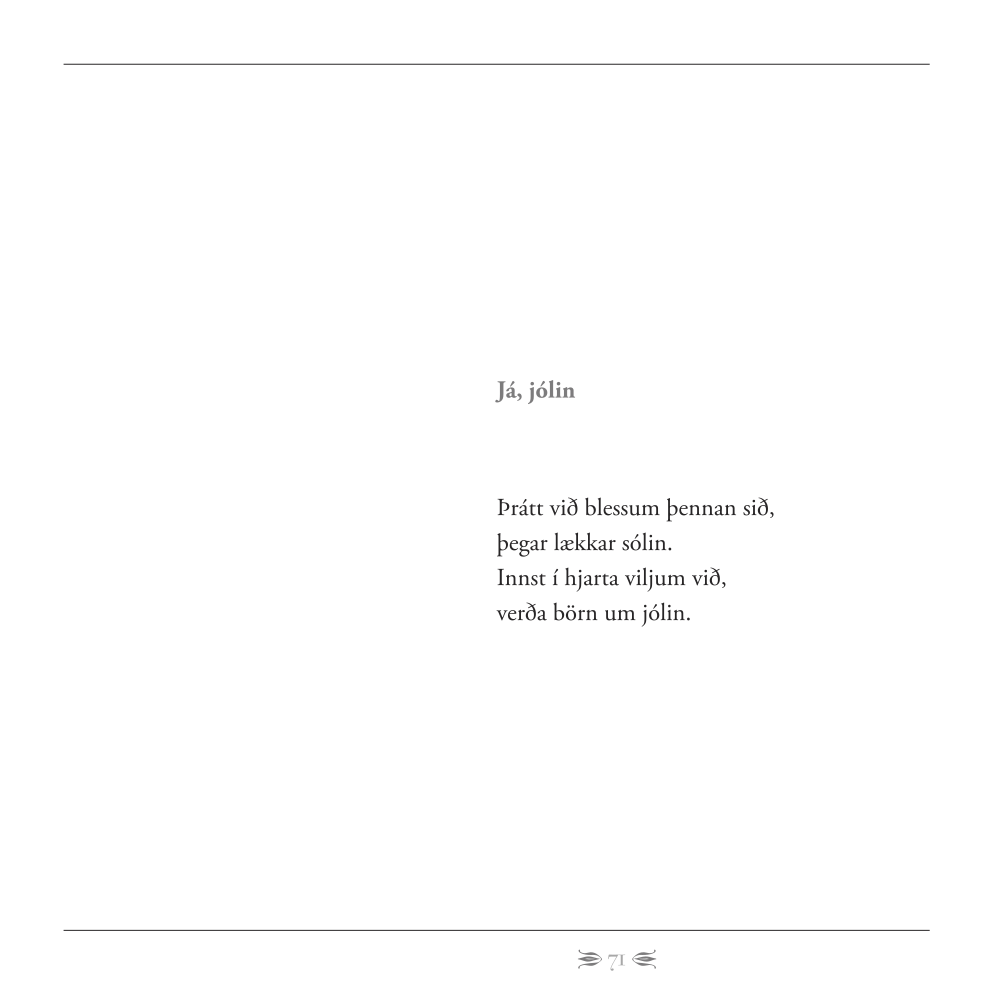 Já, jólin
Þrátt við blessum þennan sið,
þegar lækkar sólin.
Innst í hjarta viljum við,
verða börn um jólin.
71